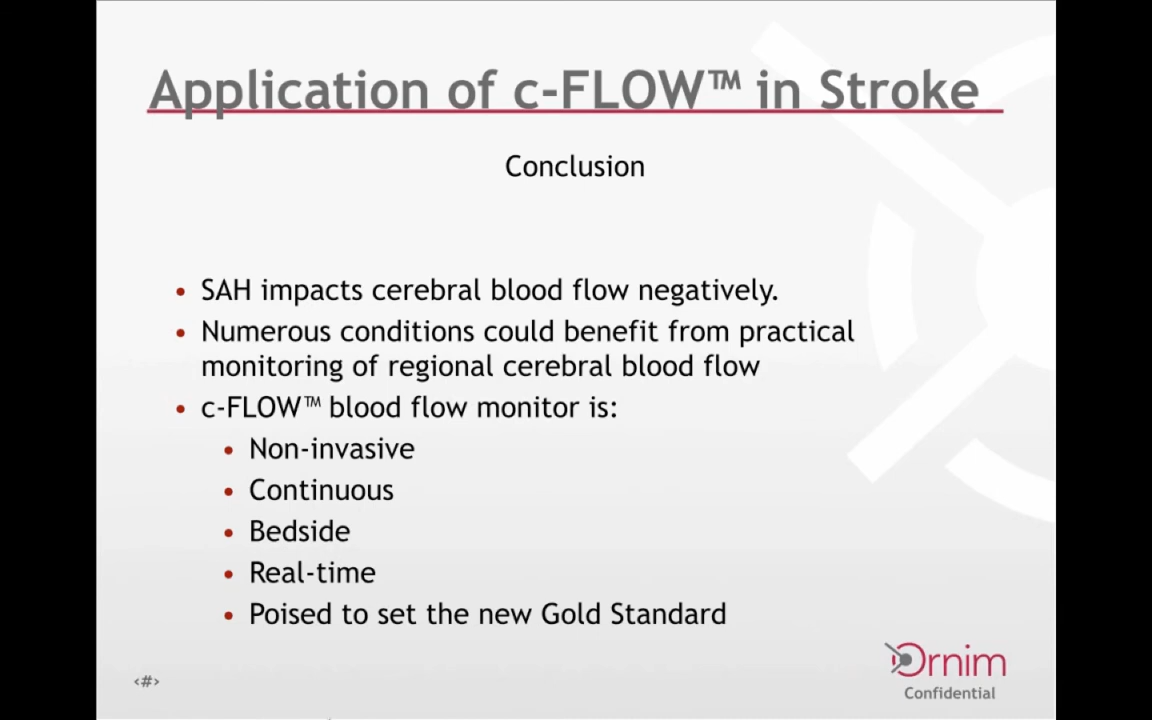 Application of c-FLOW™ in Stroke
Conclusion
• SAH impacts cerebral blood flow negatively.
• Numerous conditions could benefit from practical
monitoring of regional cerebral blood flow
• c-FLOW™ blood flow monitor is:
• Non-invasive
• Continuous
• Bedside
• Real-time
• Poised to set the new Gold Standard
Ornim
‹#›
Confidential